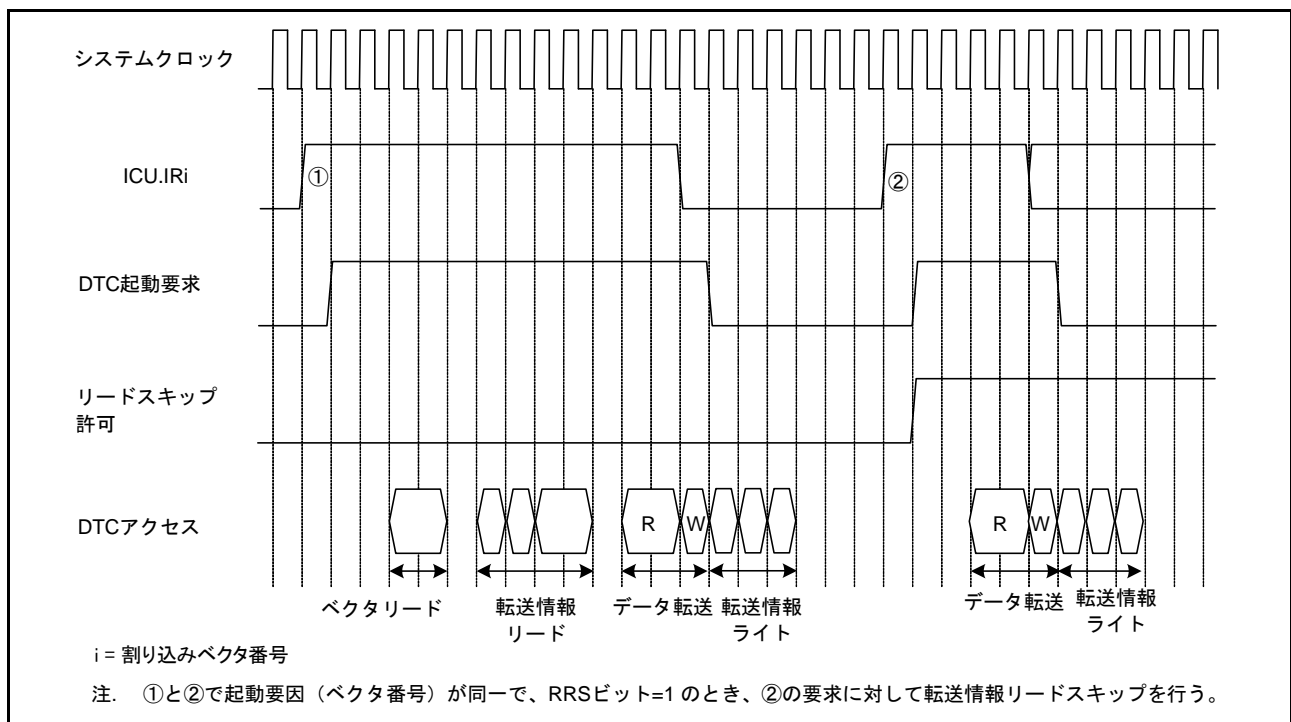 システムクロック
ICU.IRi
①
②
DTC起動要求
リードスキップ
許可
DTCアクセス
R
W
R
W
ベクタリード
転送情報
リード
データ転送
転送情報
ライト
データ転送
転送情報
ライト
i = 割り込みベクタ番号
注. ①と②で起動要因（ベクタ番号）が同一で、RRSビット=1 のとき、②の要求に対して転送情報リードスキップを行う。